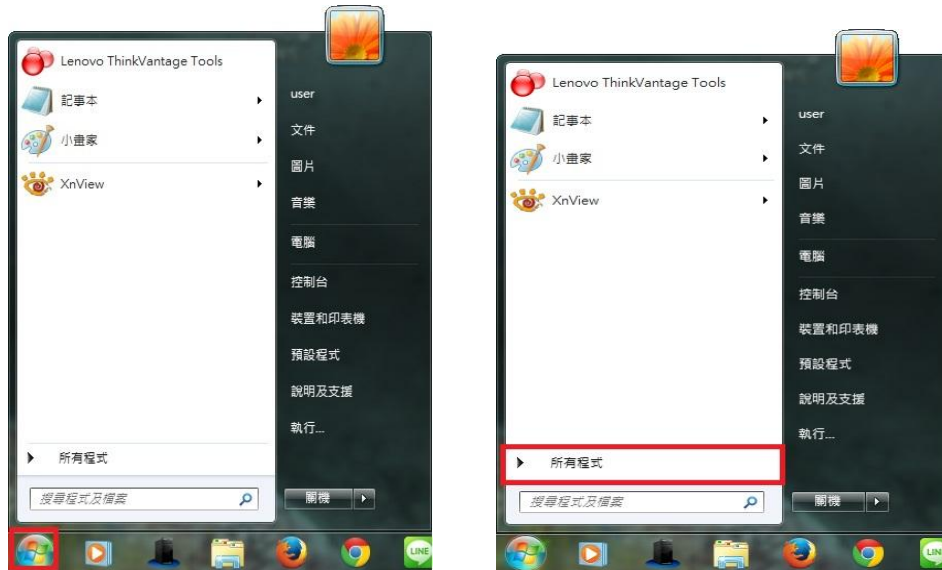 Lenovo ThinkVantage Tools
記事本
小畫家
XnView
所有程式
搜尋程式及檔案
user
文件
圖片
音樂
電腦
控制台
裝置和印表機
預設程式
說明及支援
執行...
關機
LINE
Lenovo ThinkVantage Tools
記事本
小畫家
XnView
所有程式
搜尋程式及檔案
user
文件
圖片
音樂
電腦
控制台
裝置和印表機
預設程式
說明及支援
執行...
關機